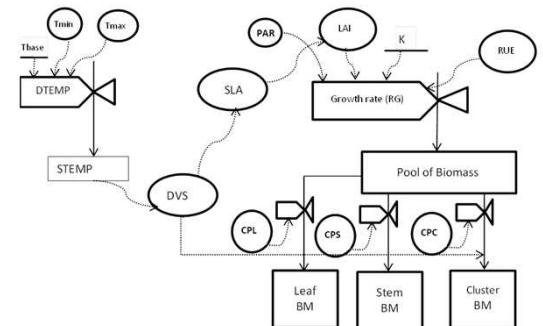 Tmin
Tmax
Tbase
DTEMP
STEMP
DVS
SLA
PAR
LAI
K
RUE
Growth rate (RG)
Pool of Biomass
CPL
CPS
CPC
Leaf
BM
Stem
BM
Cluster
BM